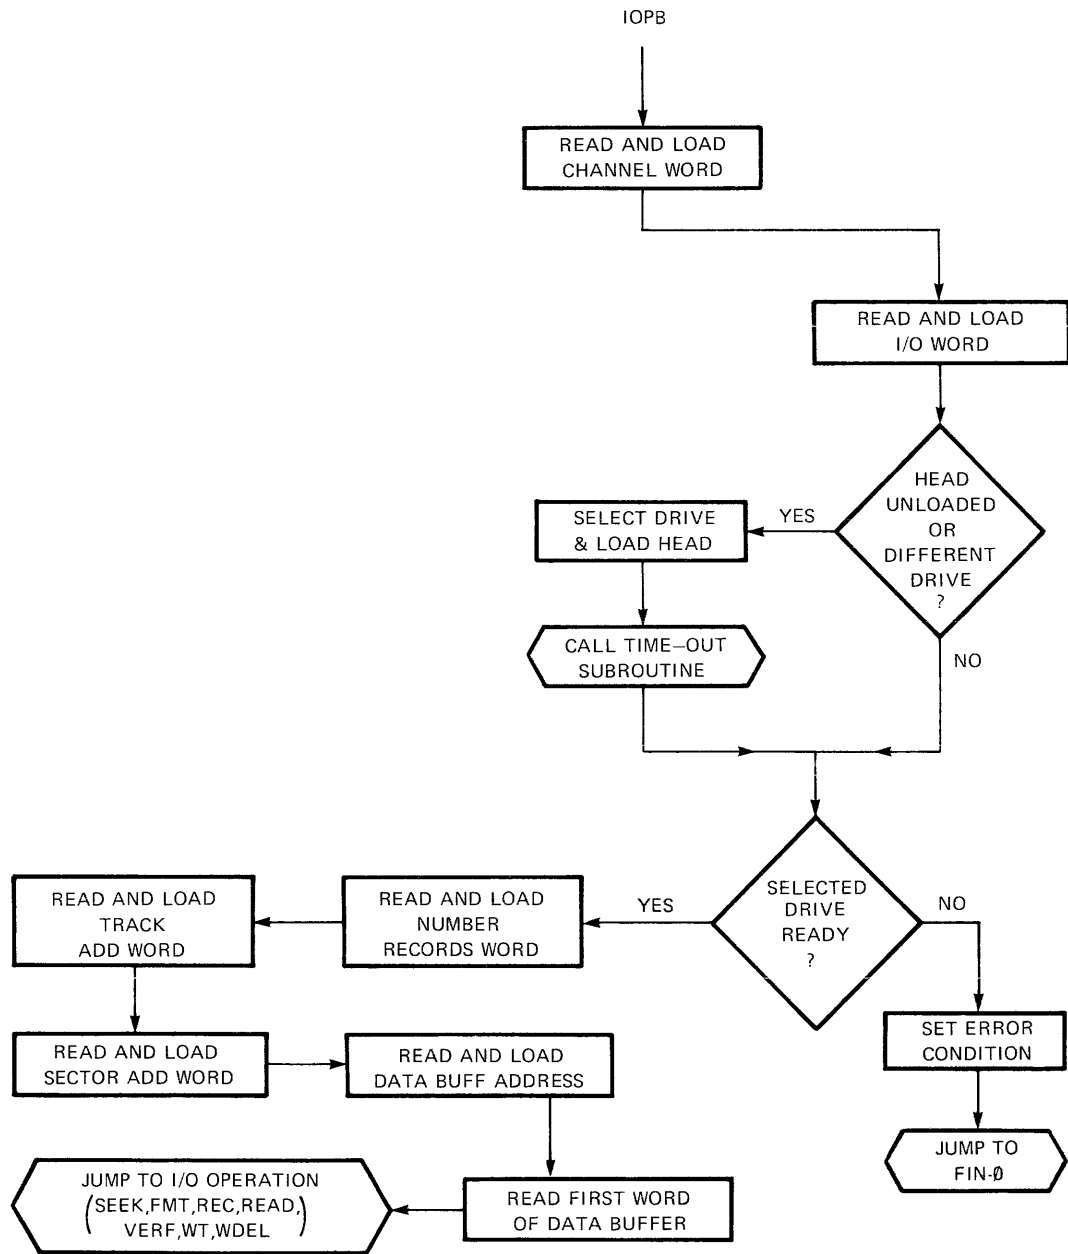 IOPB
READ AND LOAD
CHANNEL WORD
READ AND LOAD
I/O WORD
HEAD
UNLOADED
OR
DIFFERENT
DRIVE
?
YES
SELECT DRIVE
& LOAD HEAD
CALL TIME–OUT
SUBROUTINE
NO
SELECTED
DRIVE
READY
?
YES
NO
READ AND LOAD
NUMBER
RECORDS WORD
READ AND LOAD
TRACK
ADD WORD
READ AND LOAD
SECTOR ADD WORD
READ AND LOAD
DATA BUFF ADDRESS
SET ERROR
CONDITION
JUMP TO
FIN-Ø
READ FIRST WORD
OF DATA BUFFER
JUMP TO I/O OPERATION
(SEEK,FMT,REC,READ,
VERF,WT,WDEL)